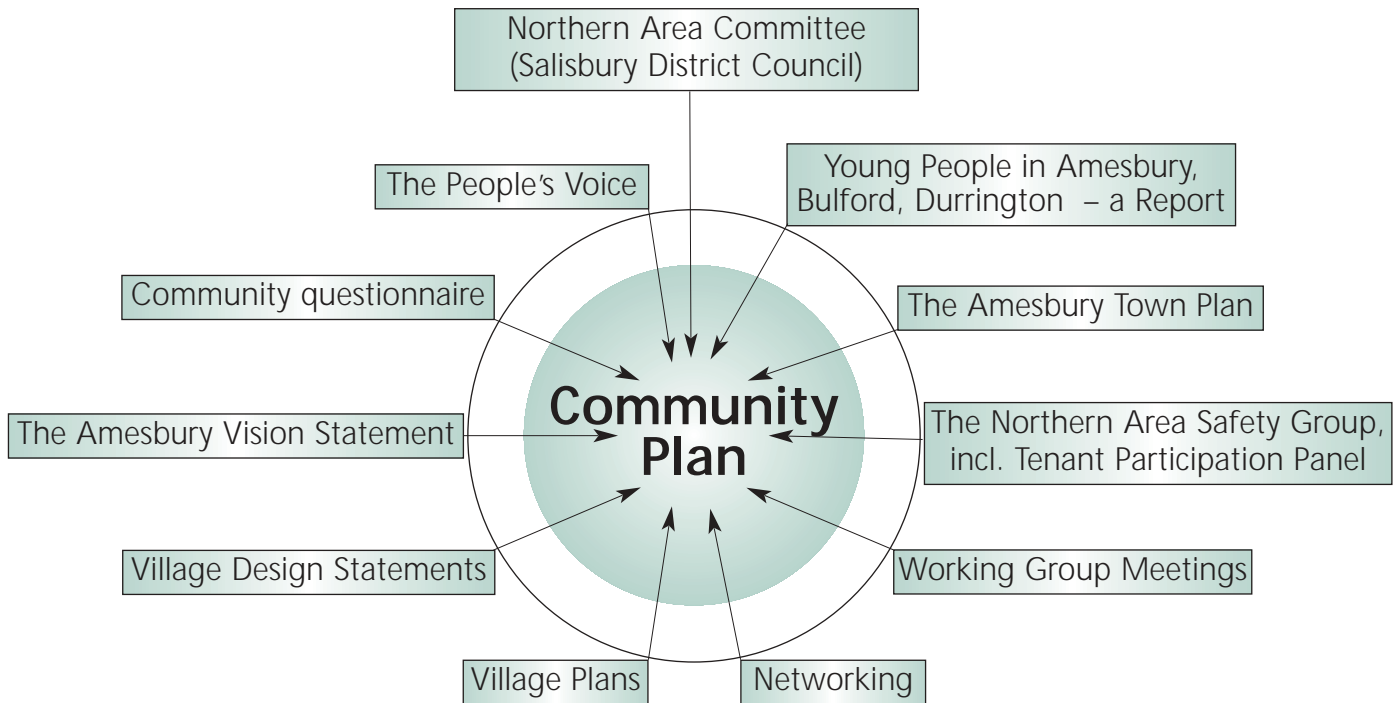 Northern Area Committee
(Salisbury District Council)
The People's Voice
Young People in Amesbury,
Bulford, Durrington – a Report
Community questionnaire
The Amesbury Town Plan
Community
Plan
The Amesbury Vision Statement
The Northern Area Safety Group,
incl. Tenant Participation Panel
Village Design Statements
Working Group Meetings
Village Plans
Networking